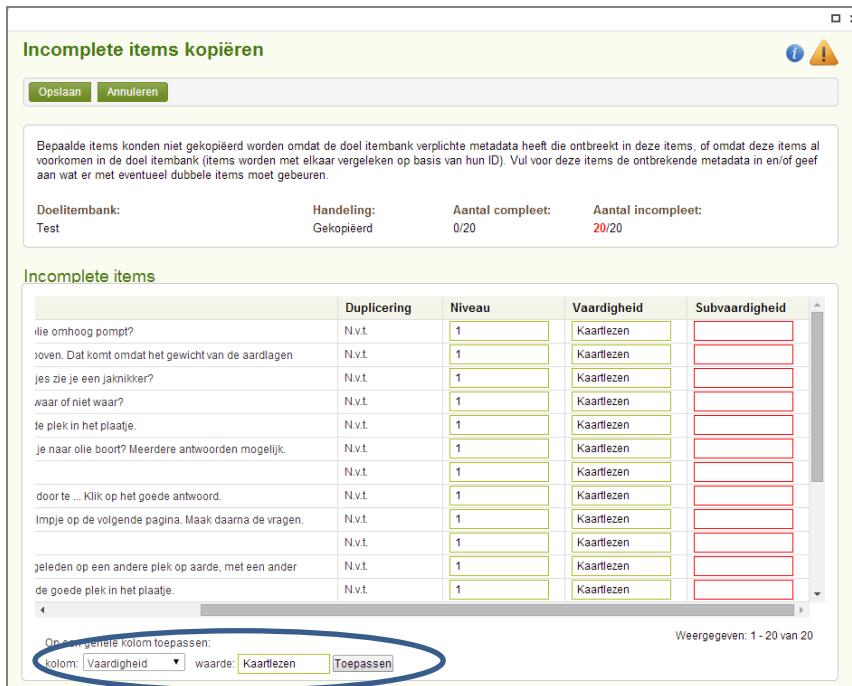 Incomplete items kopiëren
Opslaan Annuleren
Bepaalde items konden niet gekopiëerd worden omdat de doel itembank verplichte metadata heeft die ontbreekt in deze items, of omdat deze items al
voorkomen in de doel itembank (items worden met elkaar vergeleken op basis van hun ID). Vul voor deze items de ontbrekende metadata in en/of geef
aan wat er met eventueel dubbele items moet gebeuren.
Doelitembank: Handeling: Aantal compleet: Aantal incompleet:
Test Gekopiëerd 0/20 20/20
Incomplete items
Duplicering Niveau Vaardigheid Subvaardigheid
olie omhoog pompt? N.v.t. 1 Kaartlezen
boven. Dat komt omdat het gewicht van de aardlagen N.v.t. 1 Kaartlezen
jes zie je een jaknikker? N.v.t. 1 Kaartlezen
waar of niet waar? N.v.t. 1 Kaartlezen
de plek in het plaatje. N.v.t. 1 Kaartlezen
je naar olie boort? Meerdere antwoorden mogelijk. N.v.t. 1 Kaartlezen
N.v.t. 1 Kaartlezen
door te ... Klik op het goede antwoord. N.v.t. 1 Kaartlezen
lmpje op de volgende pagina. Maak daarna de vragen. N.v.t. 1 Kaartlezen
N.v.t. 1 Kaartlezen
geleden op een andere plek op aarde, met een ander N.v.t. 1 Kaartlezen
de goede plek in het plaatje. N.v.t. 1 Kaartlezen
Weergegeven: 1 - 20 van 20
Op een gehele kolom toepassen:
kolom: Vaardigheid waarde: Kaartlezen Toepassen